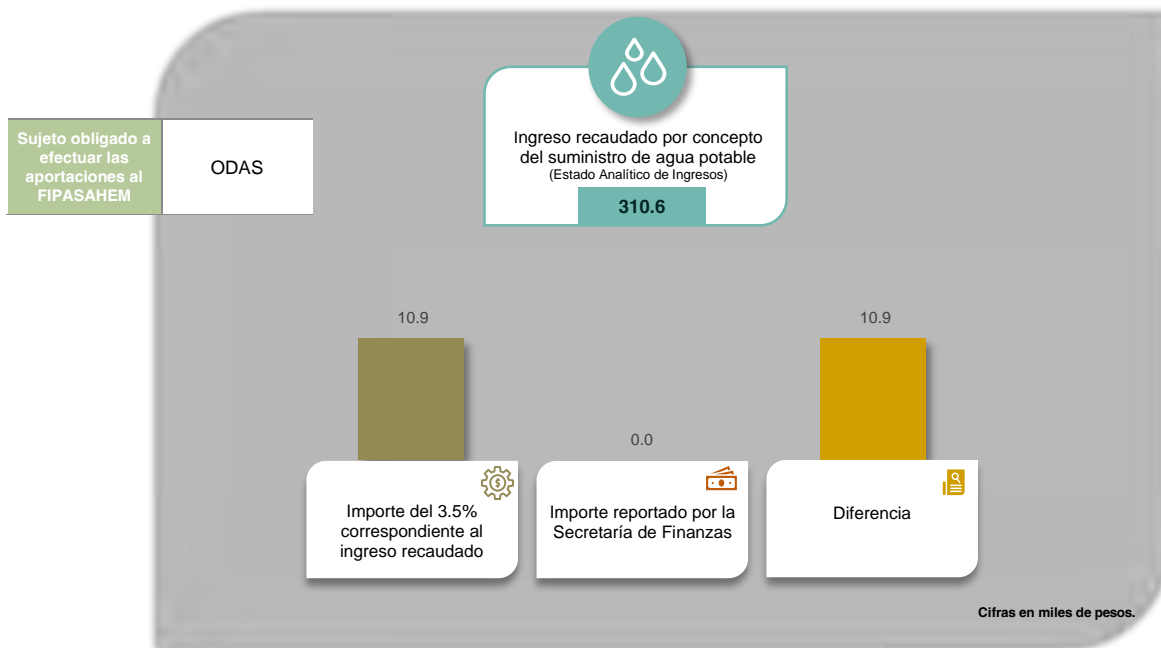 Ingreso recaudado por concepto
del suministro de agua potable
(Estado Analítico de Ingresos)
310.6
Sujeto obligado a
efectuar las
aportaciones al
FIPASAHEM
ODAS
10.9
0.0
10.9
Importe del 3.5%
correspondiente al
ingreso recaudado
Importe reportado por la
Secretaría de Finanzas
Diferencia
Cifras en miles de pesos.